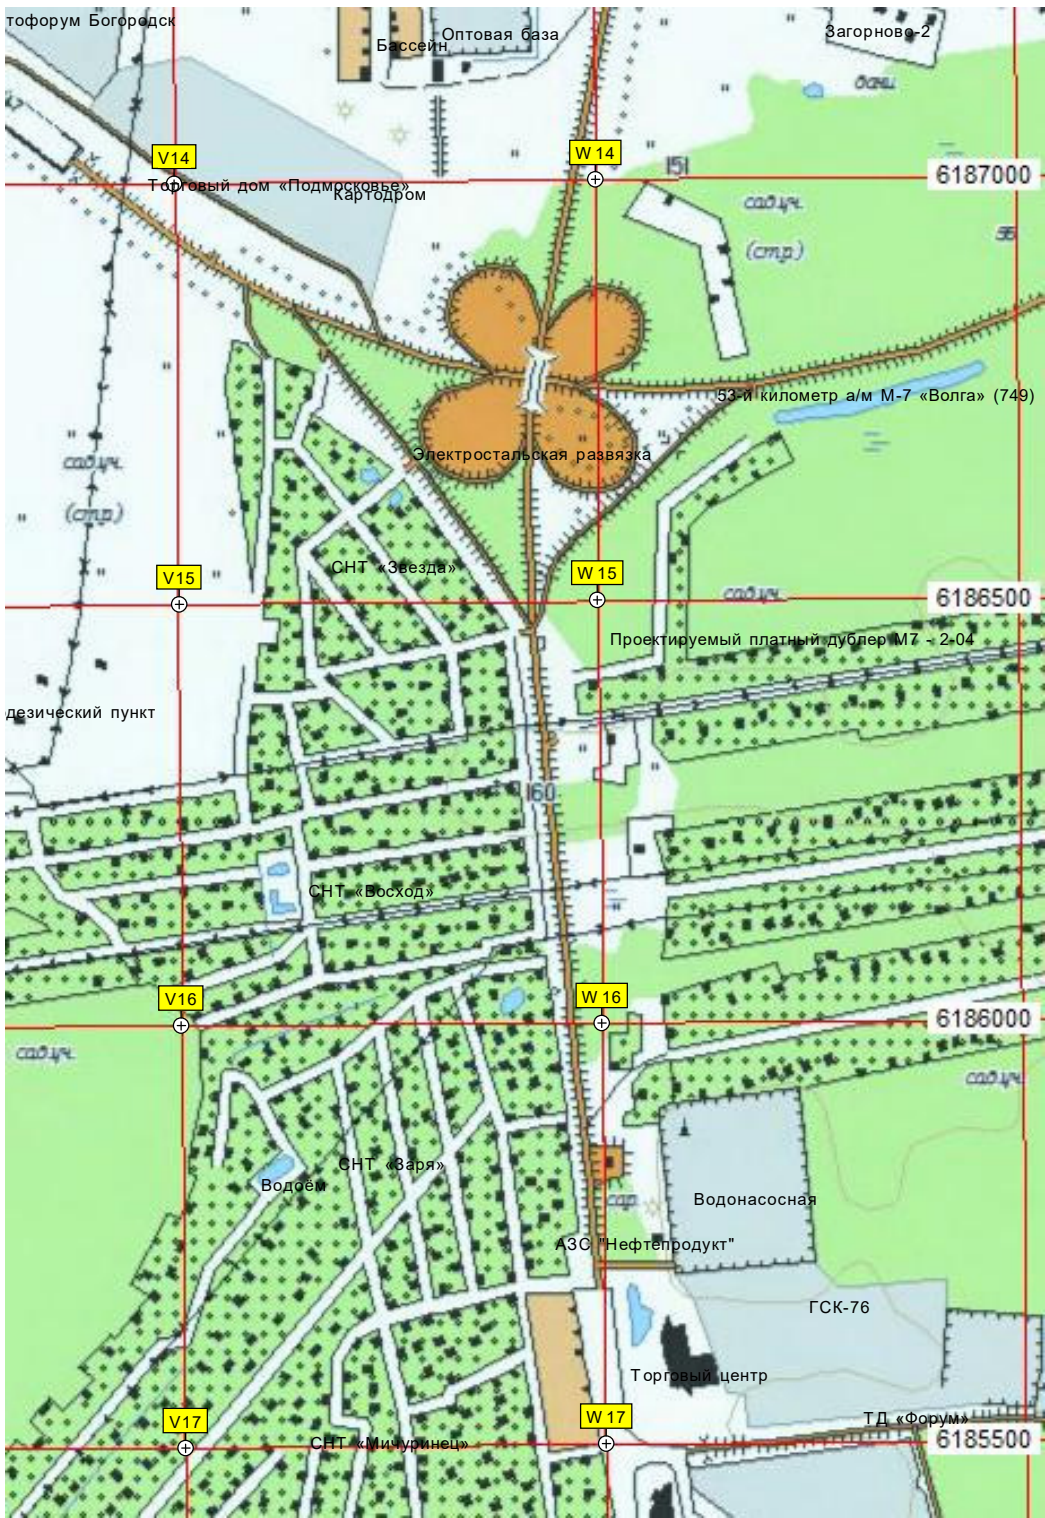 тофорум Богородск
Оптовая база
Бассейн
Загорново-2
V14
W 14
151
6187000
Торговый дом «Подмосковье»
Картодром
сад.уч.
(стр.)
53-й километр а/м М-7 «Волга» (749)
Электростальская развязка
сад.уч.
(стр.)
СНТ «Звезда»
V15
W 15
сад.уч.
6186500
Проектируемый платный дублер М7 - 2-04
дезический пункт
160
СНТ «Восход»
V16
W 16
6186000
сад.уч.
сад.уч.
СНТ «Заря»
Водоём
Водонасосная
сар.
АЗС "Нефтепродукт"
ГСК-76
Торговый центр
ТД «Форум»
V17
W 17
СНТ «Мичуринец»
6185500